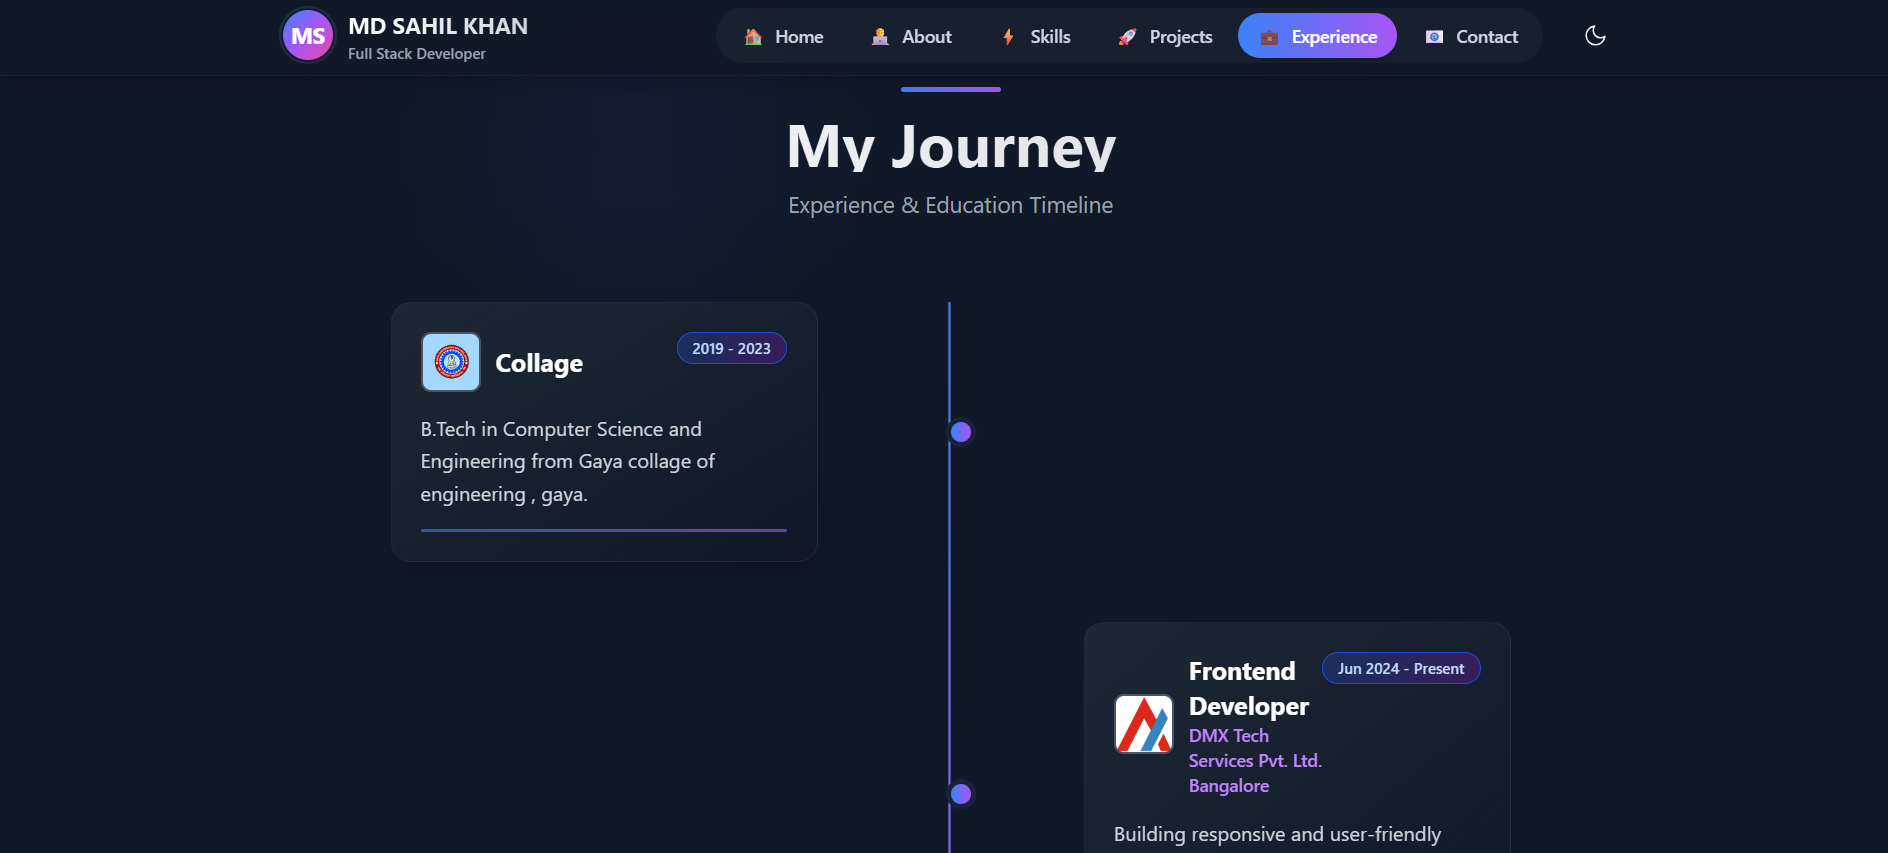 MS
MD SAHIL KHAN
Full Stack Developer
Home
About
Skills
Projects
Experience
Contact
My Journey
Experience & Education Timeline
Collage
2019 - 2023
B.Tech in Computer Science and
Engineering from Gaya collage of
engineering , gaya.
Frontend
Developer
Jun 2024 - Present
DMX Tech
Services Pvt. Ltd.
Bangalore
Building responsive and user-friendly